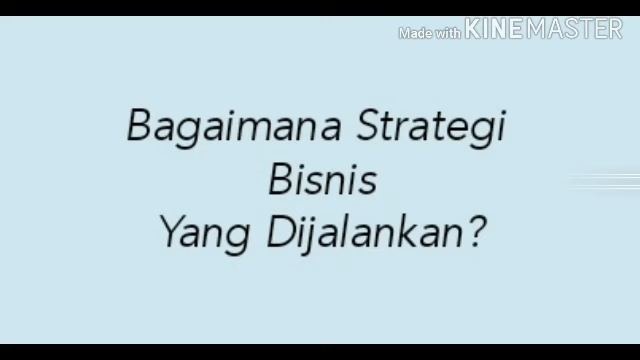 Made with KINEMASTER
Bagaimana Strategi
Bisnis
Yang Dijalankan?